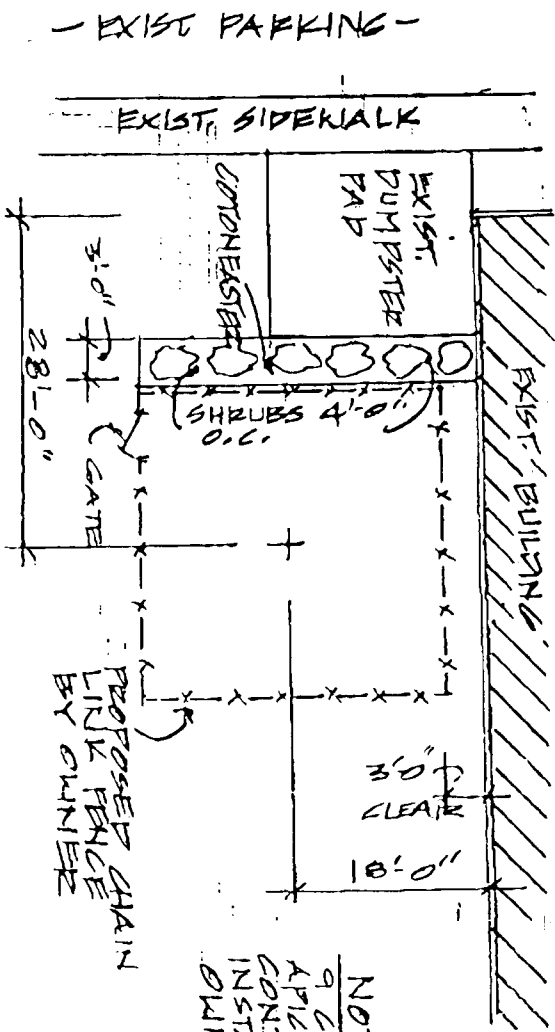 - EXIST PARKING -
EXIST. SIDEWALK
EXIST.
DUMPSTER
PAD
COTONEASTER
EXIST. BUILDING
3'-0"
28'-0"
SHRUBS 4'-0"
O.C.
GATE
3'-0"
CLEAR
18'-0"
PROPOSED CHAIN
LINK FENCE
BY OWNER